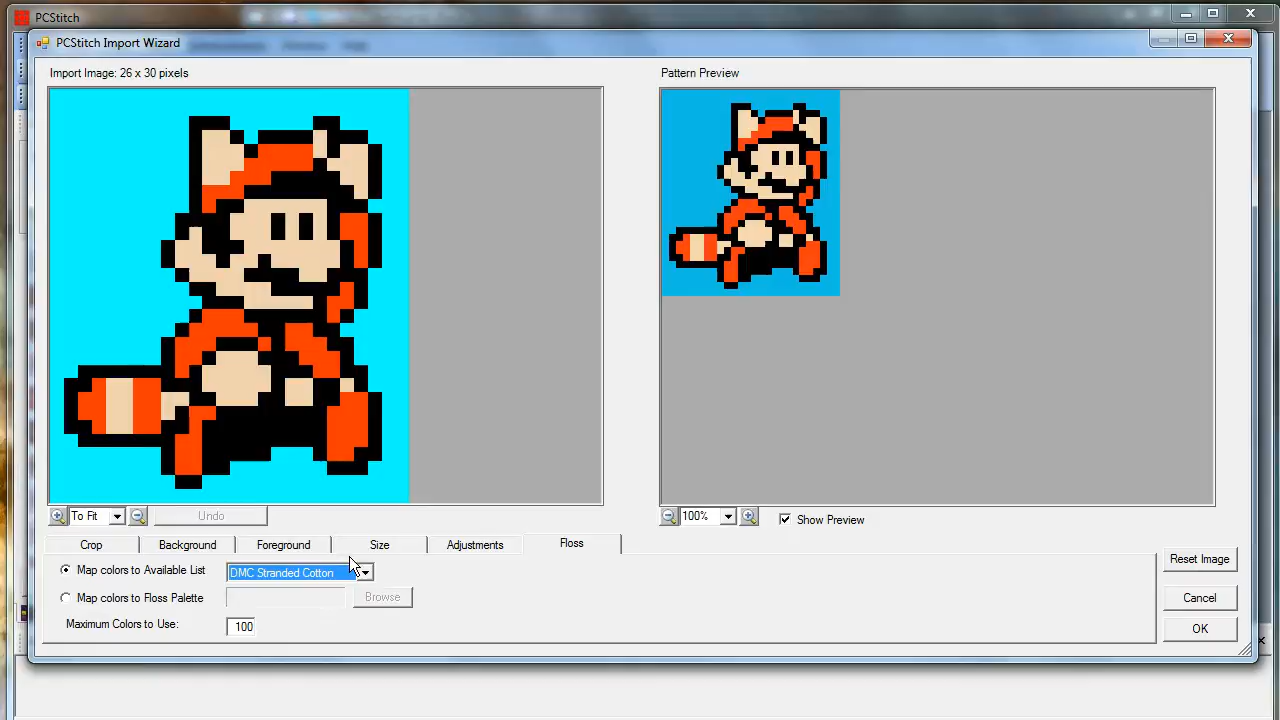 PCStitch
PCStitch Import Wizard
Import Image: 26 x 30 pixels
Pattern Preview
To Fit
Undo
100%
Show Preview
Crop
Background
Foreground
Size
Adjustments
Floss
Map colors to Available List
DMC Stranded Cotton
Map colors to Floss Palette
Browse
Maximum Colors to Use:
100
Reset Image
Cancel
OK